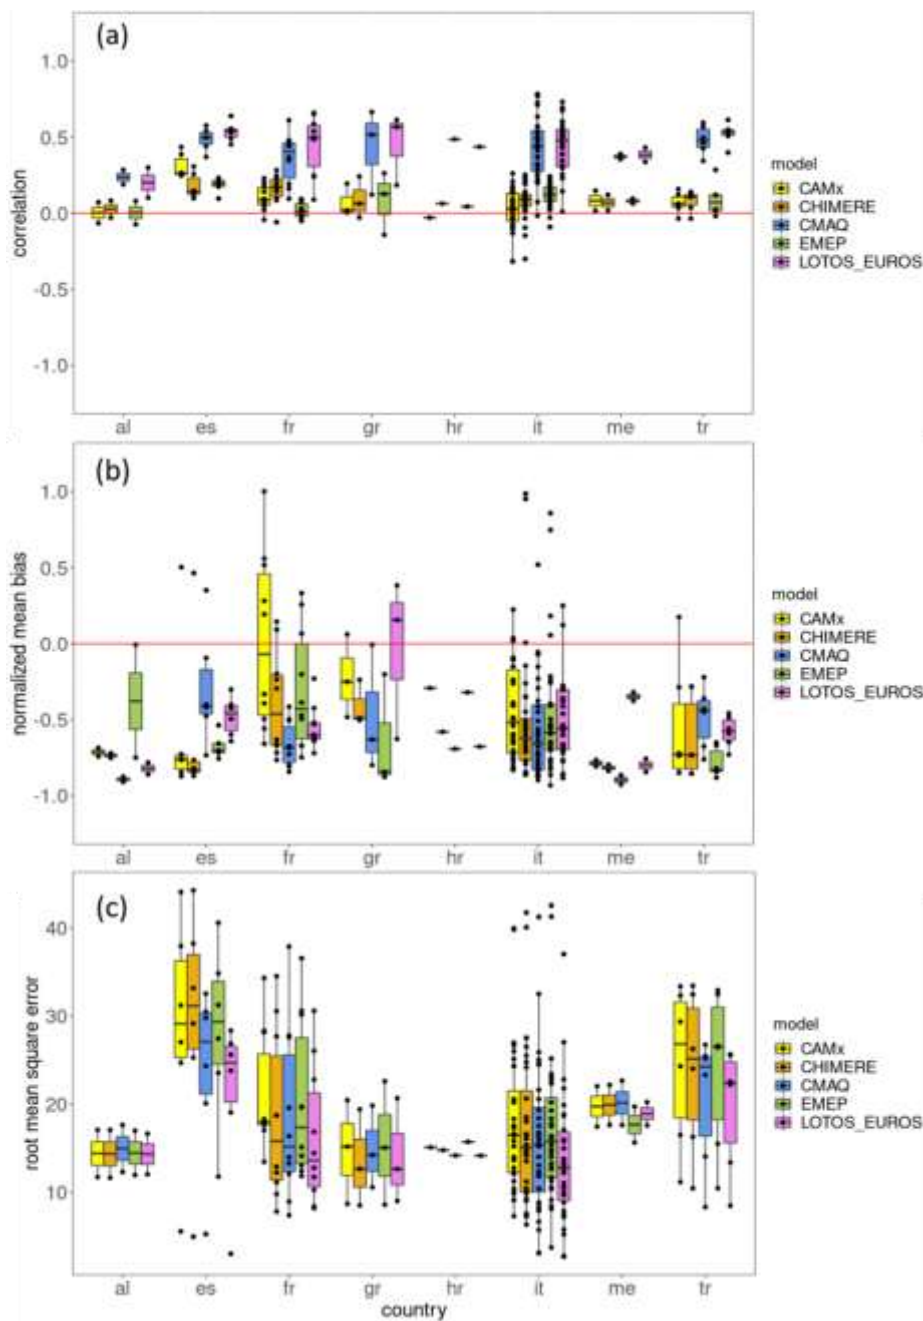 (a)
correlation
1.0
0.5
0.0
-0.5
-1.0
al es fr gr hr it me tr
model
CAMx
CHIMERE
CMAQ
EMEP
LOTOS_EUROS
(b)
normalized mean bias
1.0
0.5
0.0
-0.5
-1.0
al es fr gr hr it me tr
model
CAMx
CHIMERE
CMAQ
EMEP
LOTOS_EUROS
(c)
root mean square error
40
30
20
10
al es fr gr hr it me tr
country
model
CAMx
CHIMERE
CMAQ
EMEP
LOTOS_EUROS